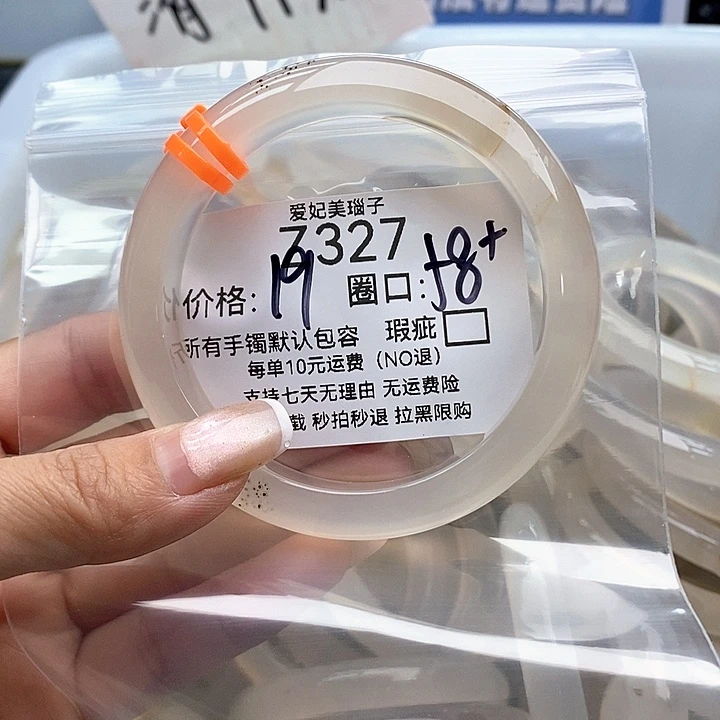 爱妃美瑙子
7327
价格:19 圈口:58+
所有手镯默认包容 瑕疵
每单10元运费（NO退）
支持七天无理由 无运费险
载 秒拍秒退 拉黑限购